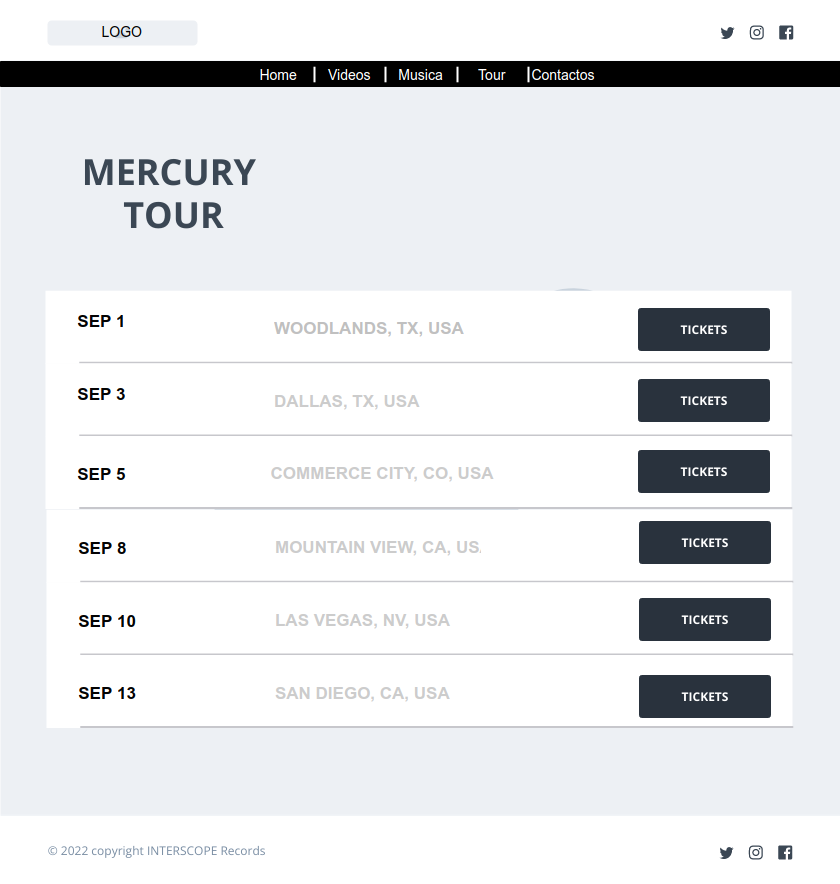 LOGO
Home Videos Musica Tour Contactos
MERCURY
TOUR
SEP 1 WOODLANDS, TX, USA TICKETS
SEP 3 DALLAS, TX, USA TICKETS
SEP 5 COMMERCE CITY, CO, USA TICKETS
SEP 8 MOUNTAIN VIEW, CA, US TICKETS
SEP 10 LAS VEGAS, NV, USA TICKETS
SEP 13 SAN DIEGO, CA, USA TICKETS
© 2022 copyright INTERSCOPE Records